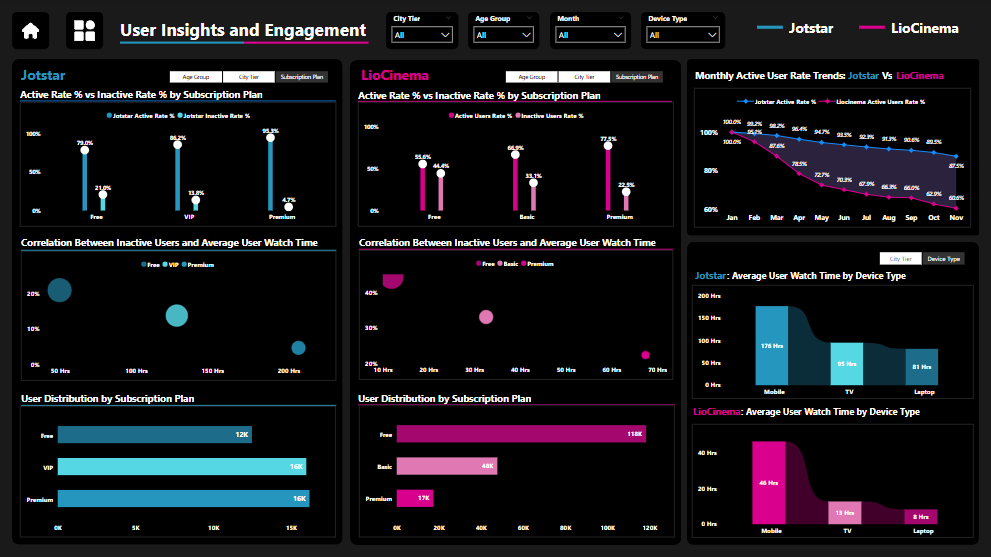 User Insights and Engagement
City Tier
All
Age Group
All
Month
All
Device Type
All
Jotstar
LioCinema
Jotstar
Age Group
City Tier
Subscription Plan
Active Rate % vs Inactive Rate % by Subscription Plan
Jotstar Active Rate %
Jotstar Inactive Rate %
100%
50%
0%
79.0%
21.0%
86.2%
13.8%
95.3%
4.7%
Free
VIP
Premium
Correlation Between Inactive Users and Average User Watch Time
Free
VIP
Premium
20%
10%
0%
50 Hrs
100 Hrs
150 Hrs
200 Hrs
User Distribution by Subscription Plan
Free
12K
VIP
16K
Premium
16K
0K
5K
10K
15K
LioCinema
Age Group
City Tier
Subscription Plan
Active Rate % vs Inactive Rate % by Subscription Plan
Active Users Rate %
Inactive Users Rate %
100%
50%
0%
55.6%
44.4%
66.9%
33.1%
77.5%
22.5%
Free
Basic
Premium
Correlation Between Inactive Users and Average User Watch Time
Free
Basic
Premium
40%
30%
20%
10 Hrs
20 Hrs
30 Hrs
40 Hrs
50 Hrs
60 Hrs
70 Hrs
User Distribution by Subscription Plan
Free
118K
Basic
48K
Premium
17K
0K
20K
40K
60K
80K
100K
120K
Monthly Active User Rate Trends: Jotstar Vs LioCinema
Jotstar Active Rate %
Liocinema Active Users Rate %
100%
80%
60%
100.0%
99.2%
98.2%
96.4%
94.7%
93.5%
92.3%
91.3%
90.6%
89.5%
87.5%
100.0%
95.0%
87.6%
78.5%
72.7%
70.3%
67.9%
66.3%
66.0%
62.9%
60.6%
Jan
Feb
Mar
Apr
May
Jun
Jul
Aug
Sep
Oct
Nov
City Tier
Device Type
Jotstar: Average User Watch Time by Device Type
200 Hrs
150 Hrs
100 Hrs
50 Hrs
0 Hrs
176 Hrs
95 Hrs
81 Hrs
Mobile
TV
Laptop
LioCinema: Average User Watch Time by Device Type
40 Hrs
20 Hrs
0 Hrs
46 Hrs
13 Hrs
8 Hrs
Mobile
TV
Laptop